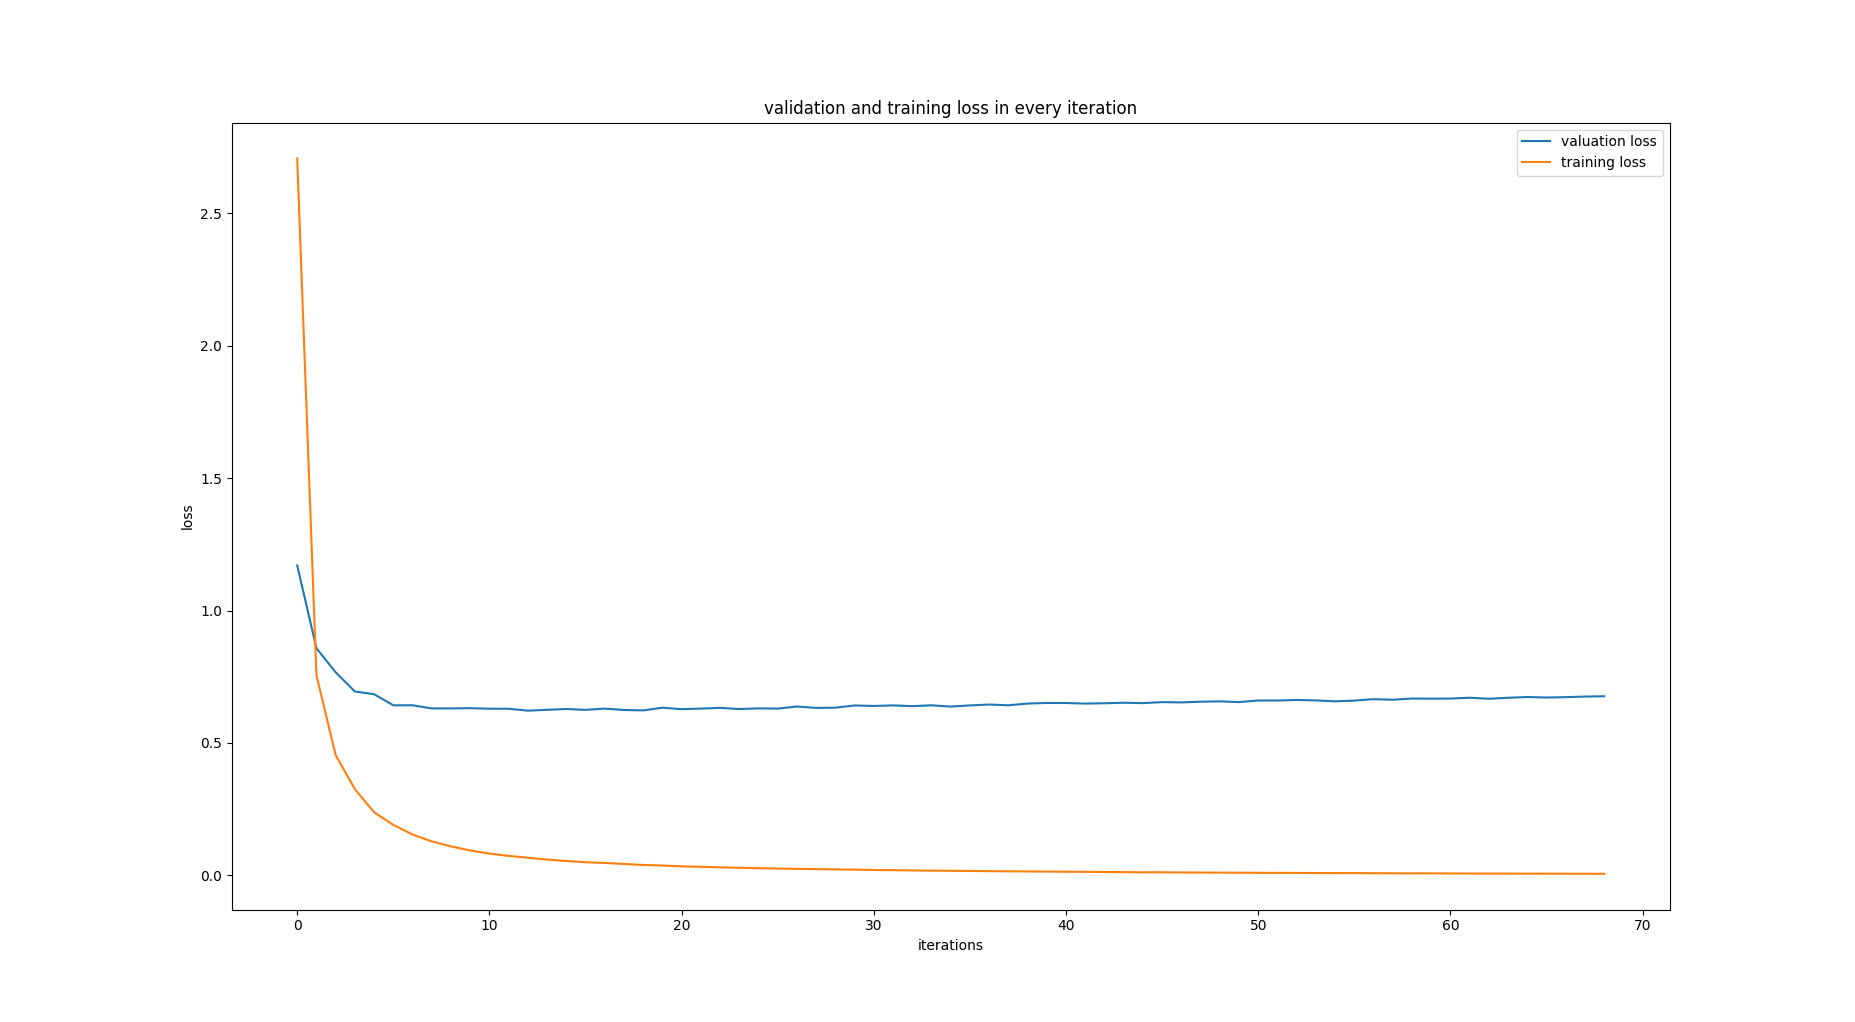 validation and training loss in every iteration
valuation loss
training loss
2.5
2.0
1.5
1.0
0.5
0.0
loss
0 10 20 30 40 50 60 70
iterations